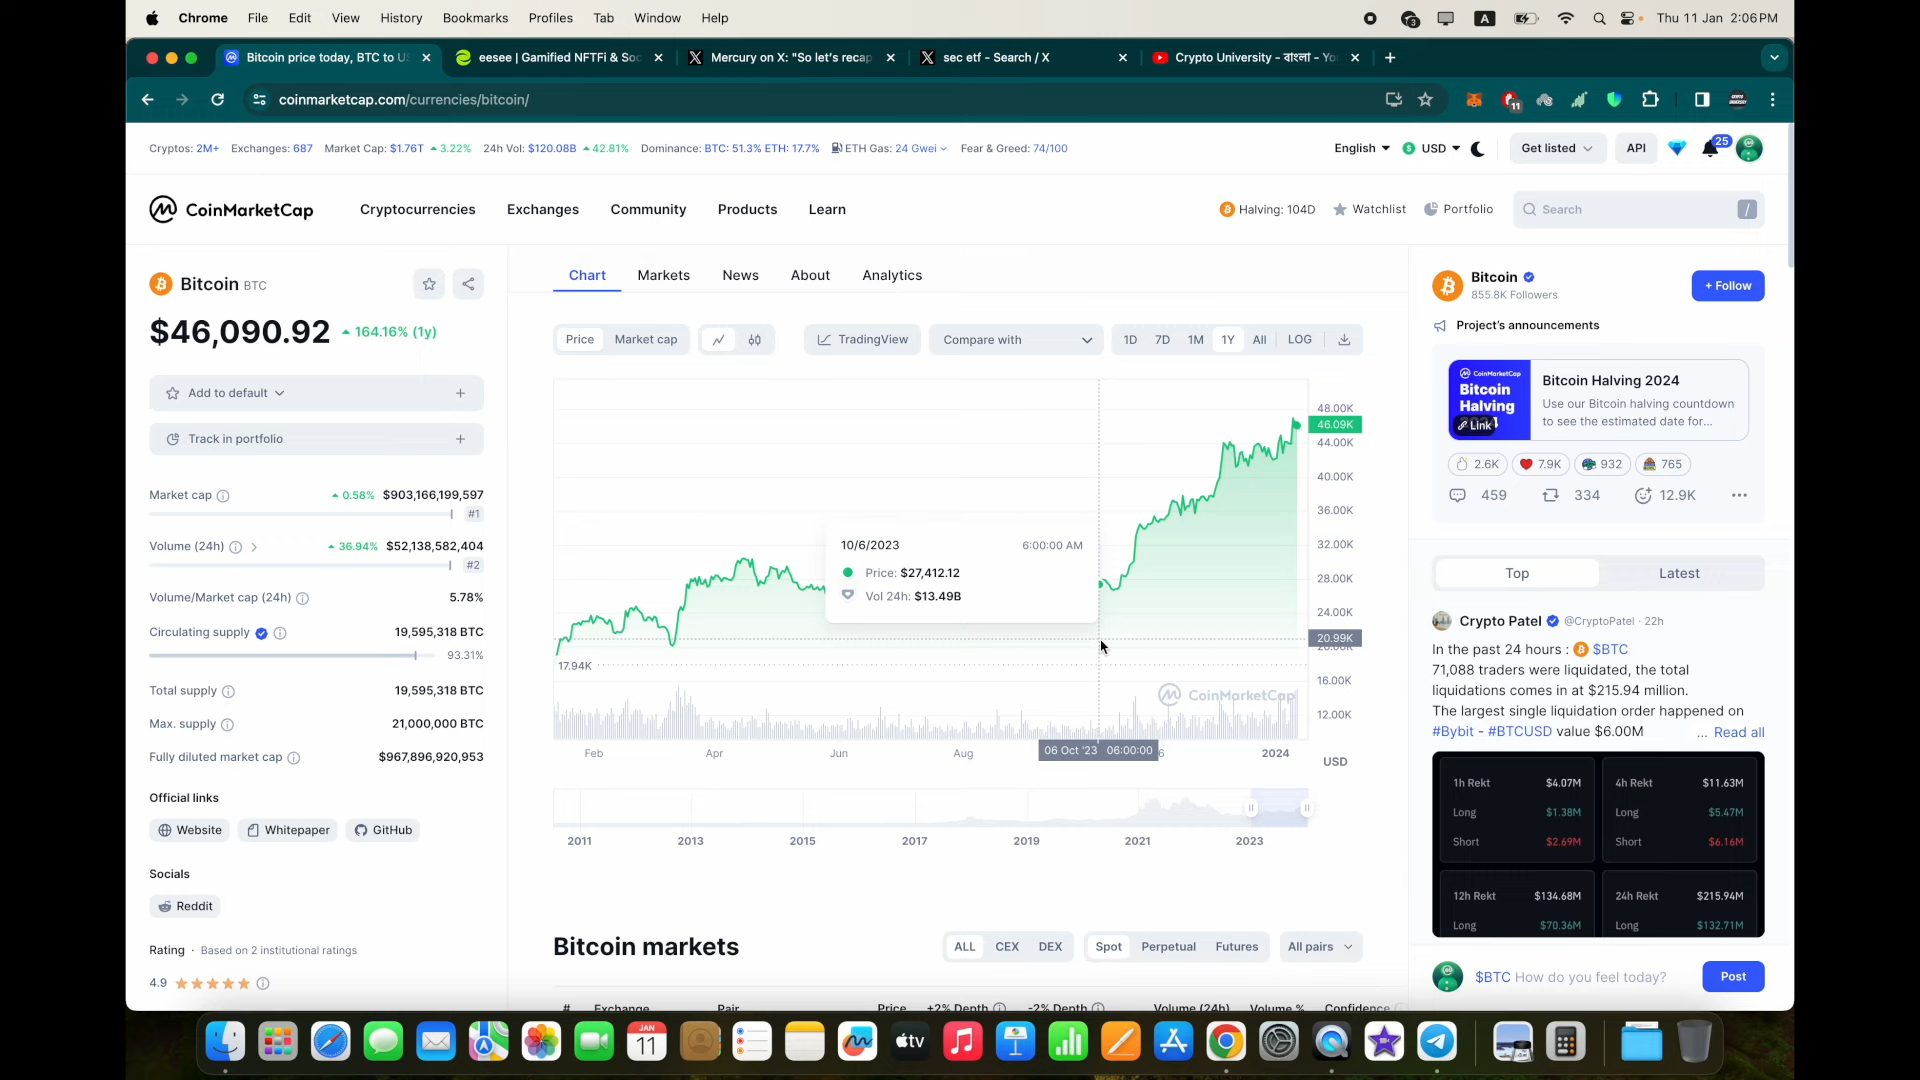 Chrome File Edit View History Bookmarks Profiles Tab Window Help A Thu 11 Jan 2:06PM
Bitcoin price today, BTC to US eesee | Gamified NFTFi & Soc Mercury on X: "So let's recap sec etf - Search / X Crypto University - বাংলা - Yo
coinmarketcap.com/currencies/bitcoin/ 11
Cryptos: 2M+ Exchanges: 687 Market Cap: $1.76T 3.22% 24h Vol: $120.08B 42.81% Dominance: BTC: 51.3% ETH: 17.7% ETH Gas: 24 Gwei Fear & Greed: 74/100 English USD Get listed API 25
CoinMarketCap Cryptocurrencies Exchanges Community Products Learn Halving: 104D Watchlist Portfolio Search /
Bitcoin BTC
$46,090.92 164.16% (1y)
Add to default +
Track in portfolio +
Market cap 0.58% $903,166,199,597
#1
Volume (24h) 36.94% $52,138,582,404
#2
Volume/Market cap (24h) 5.78%
Circulating supply 19,595,318 BTC
93.31%
Total supply 19,595,318 BTC
Max. supply 21,000,000 BTC
Fully diluted market cap $967,896,920,953
Official links
Website Whitepaper GitHub
Socials
Reddit
Rating · Based on 2 institutional ratings
4.9
Chart Markets News About Analytics
Price Market cap TradingView Compare with 1D 7D 1M 1Y All LOG
48.00K
46.09K
44.00K
40.00K
36.00K
32.00K
28.00K
24.00K
20.99K
16.00K
12.00K
10/6/2023 6:00:00 AM
Price: $27,412.12
Vol 24h: $13.49B
17.94K
CoinMarketCap
Feb Apr Jun Aug 06 Oct '23 06:00:00 2024
USD
2011 2013 2015 2017 2019 2021 2023
Bitcoin markets ALL CEX DEX Spot Perpetual Futures All pairs
# Exchange Pair Price +2% Depth -2% Depth Volume (24h) Volume % Confidence
Bitcoin
855.8K Followers
+ Follow
Project's announcements
CoinMarketCap
Bitcoin
Halving
Link
Bitcoin Halving 2024
Use our Bitcoin halving countdown
to see the estimated date for...
2.6K 7.9K 932 765
459 334 12.9K
Top Latest
Crypto Patel @CryptoPatel · 22h
In the past 24 hours : $BTC
71,088 traders were liquidated, the total
liquidations comes in at $215.94 million.
The largest single liquidation order happened on
#Bybit - #BTCUSD value $6.00M ... Read all
1h Rekt $4.07M 4h Rekt $11.63M
Long $1.38M Long $5.47M
Short $2.69M Short $6.16M
12h Rekt $134.68M 24h Rekt $215.94M
Long $70.36M Long $132.71M
$BTC How do you feel today? Post
JAN
11
tv